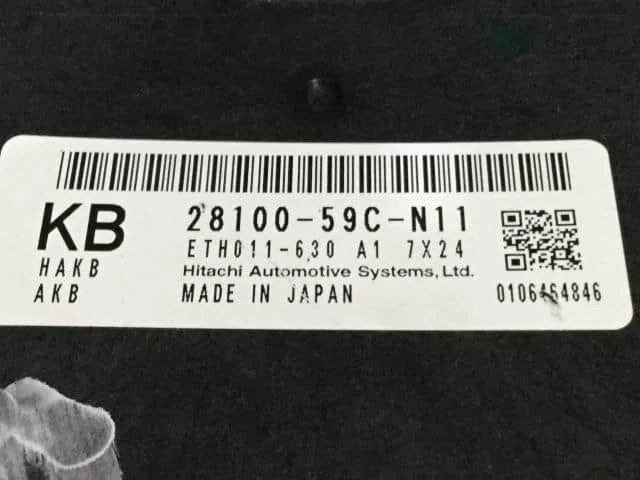 KB
HAKB
AKB
28100-59C-N11
ETH011-630 A1 7X24
Hitachi Automotive Systems, Ltd.
MADE IN JAPAN
0106464846